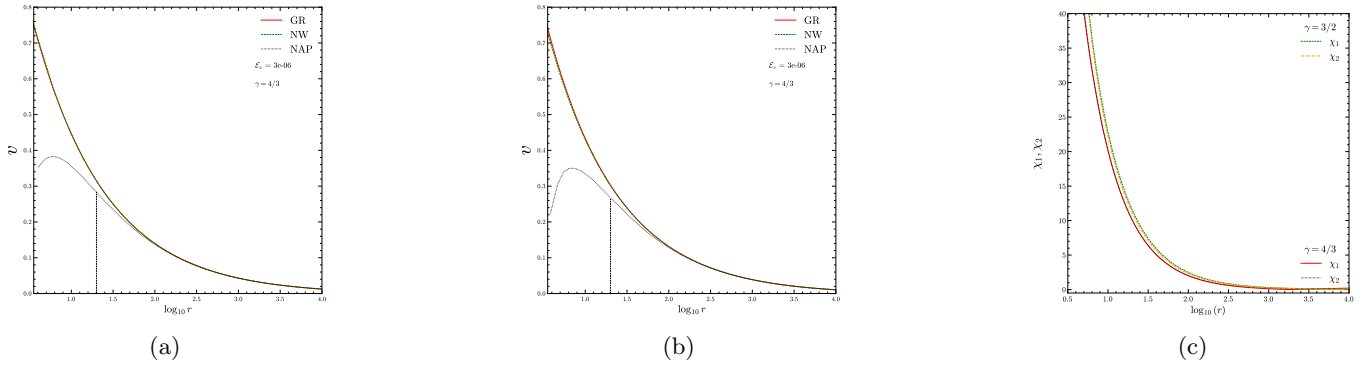 0.8
0.7
0.6
0.5
0.4
0.3
0.2
0.1
0.0
v
1.0 1.5 2.0 2.5 3.0 3.5 4.0
log₁₀ r
GR
NW
NAP
ℰ_c = 3e-06
γ = 4/3
(a)
0.8
0.7
0.6
0.5
0.4
0.3
0.2
0.1
0.0
v
1.0 1.5 2.0 2.5 3.0 3.5 4.0
log₁₀ r
GR
NW
NAP
ℰ_c = 3e-06
γ = 4/3
(b)
40
35
30
25
20
15
10
5
0
χ₁, χ₂
0.5 1.0 1.5 2.0 2.5 3.0 3.5 4.0
log₁₀ (r)
γ = 3/2
χ₁
χ₂
γ = 4/3
χ₁
χ₂
(c)